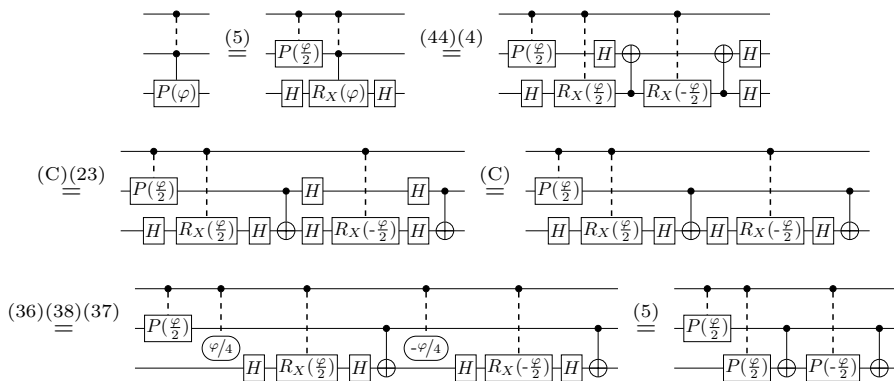 (5) (44)(4)
= =
P(φ/2) P(φ/2) H H
P(φ) H R_X(φ) H H R_X(φ/2) R_X(-φ/2) H
(C)(23) (C)
= =
P(φ/2) H H P(φ/2)
H R_X(φ/2) H H R_X(-φ/2) H H R_X(φ/2) H H R_X(-φ/2) H
(36)(38)(37) (5)
= =
P(φ/2) φ/4 -φ/4 P(φ/2)
H R_X(φ/2) H H R_X(-φ/2) H P(φ/2) P(-φ/2)